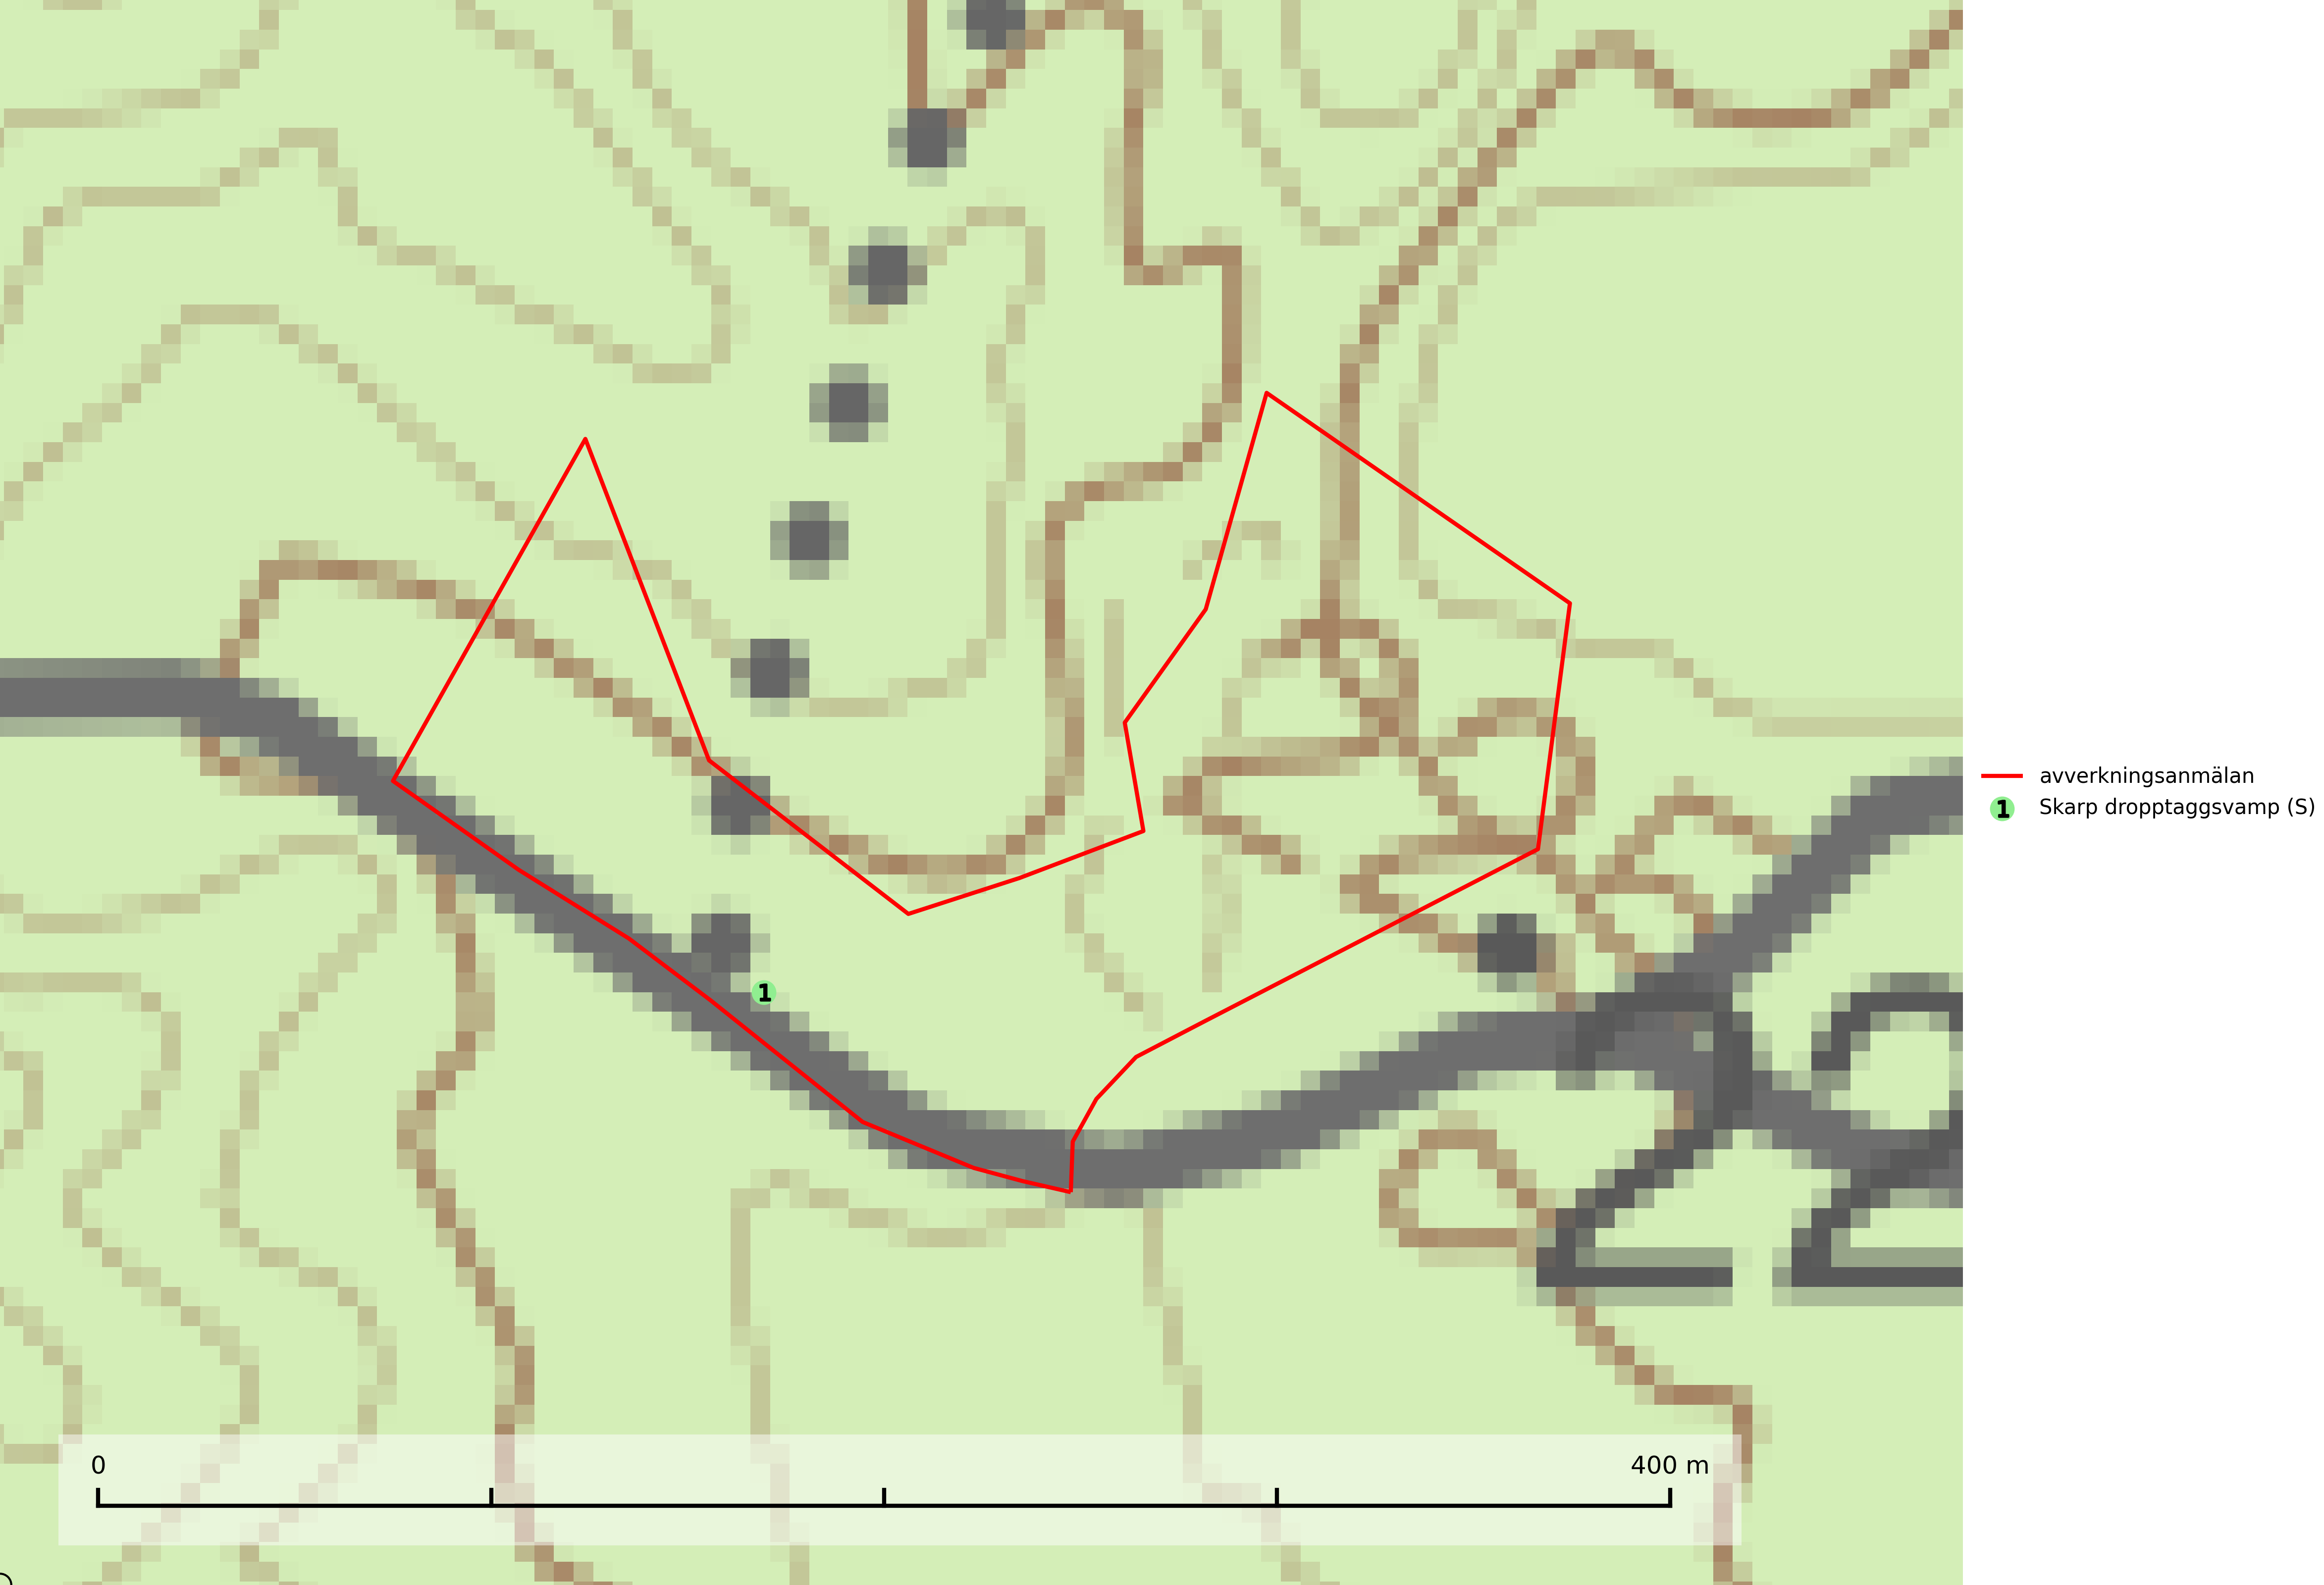 avverkningsanmälan
1 Skarp dropptaggsvamp (S)
1
0 400 m